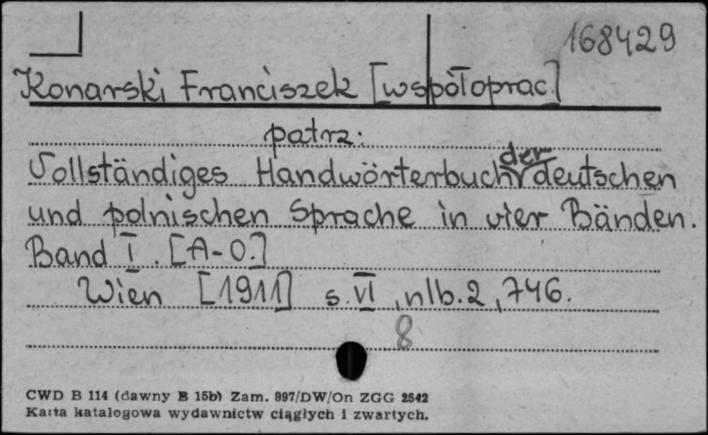 168429
Konarski Franciszek [współoprac.]
patrz:
Vollständiges Handwörterbuch der deutschen
und polnischen Sprache in vier Bänden.
Band I. [A-O.]
Wien [1911] s. VI, nlb. 2, 746.
8
CWD B 114 (dawny B 15b) Zam. 897/DW/On ZGG 2542
Karta katalogowa wydawnictw ciągłych i zwartych.